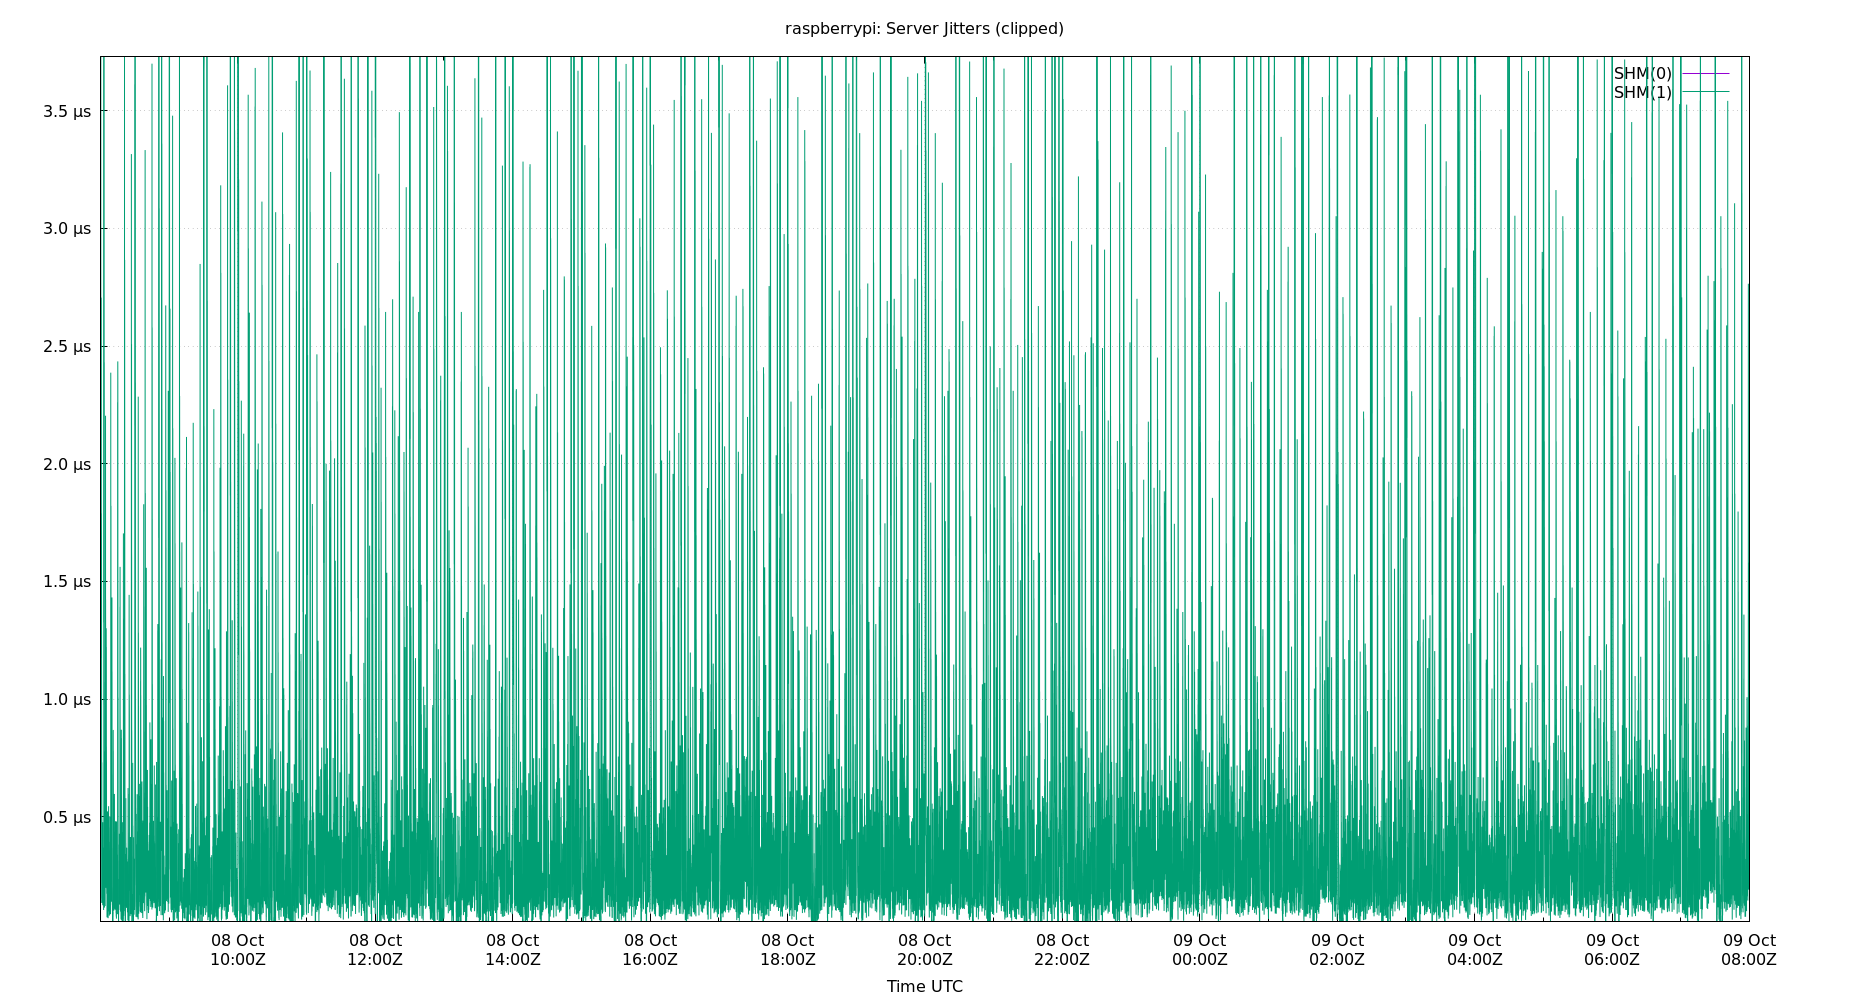 raspberrypi: Server Jitters (clipped)
SHM(0)
SHM(1)
3.5 μs
3.0 μs
2.5 μs
2.0 μs
1.5 μs
1.0 μs
0.5 μs
08 Oct 08 Oct 08 Oct 08 Oct 08 Oct 08 Oct 08 Oct 09 Oct 09 Oct 09 Oct 09 Oct 09 Oct
10:00Z 12:00Z 14:00Z 16:00Z 18:00Z 20:00Z 22:00Z 00:00Z 02:00Z 04:00Z 06:00Z 08:00Z
Time UTC